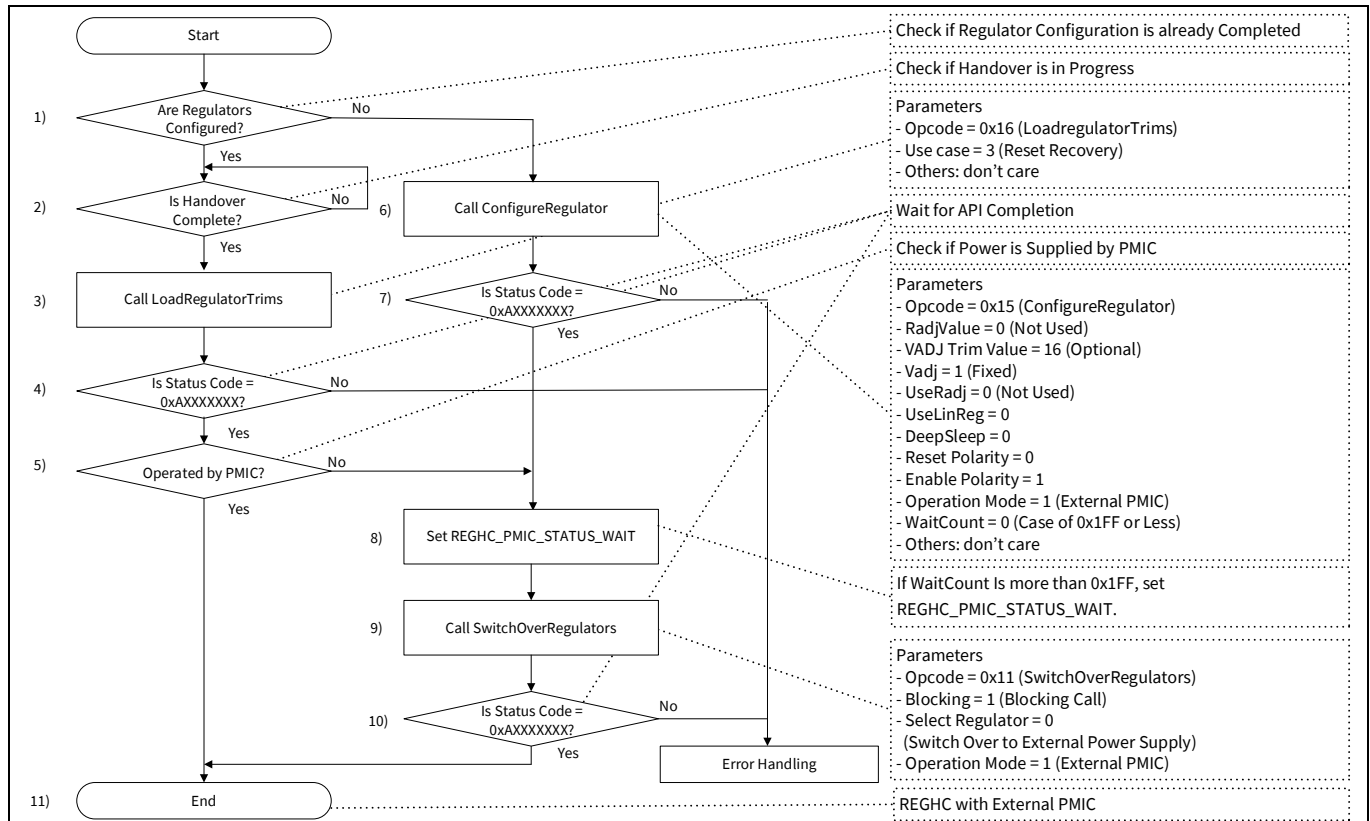 Start
1)
Are Regulators
Configured?
No
Yes
2)
Is Handover
Complete?
No
Yes
3)
Call LoadRegulatorTrims
4)
Is Status Code =
0xAXXXXXXX?
No
Yes
5)
Operated by PMIC?
No
Yes
6)
Call ConfigureRegulator
7)
Is Status Code =
0xAXXXXXXX?
No
Yes
8)
Set REGHC_PMIC_STATUS_WAIT
9)
Call SwitchOverRegulators
10)
Is Status Code =
0xAXXXXXXX?
No
Yes
Error Handling
11)
End
Check if Regulator Configuration is already Completed
Check if Handover is in Progress
Parameters
- Opcode = 0x16 (LoadregulatorTrims)
- Use case = 3 (Reset Recovery)
- Others: don’t care
Wait for API Completion
Check if Power is Supplied by PMIC
Parameters
- Opcode = 0x15 (ConfigureRegulator)
- RadjValue = 0 (Not Used)
- VADJ Trim Value = 16 (Optional)
- Vadj = 1 (Fixed)
- UseRadj = 0 (Not Used)
- UseLinReg = 0
- DeepSleep = 0
- Reset Polarity = 0
- Enable Polarity = 1
- Operation Mode = 1 (External PMIC)
- WaitCount = 0 (Case of 0x1FF or Less)
- Others: don’t care
If WaitCount Is more than 0x1FF, set
REGHC_PMIC_STATUS_WAIT.
Parameters
- Opcode = 0x11 (SwitchOverRegulators)
- Blocking = 1 (Blocking Call)
- Select Regulator = 0
(Switch Over to External Power Supply)
- Operation Mode = 1 (External PMIC)
REGHC with External PMIC